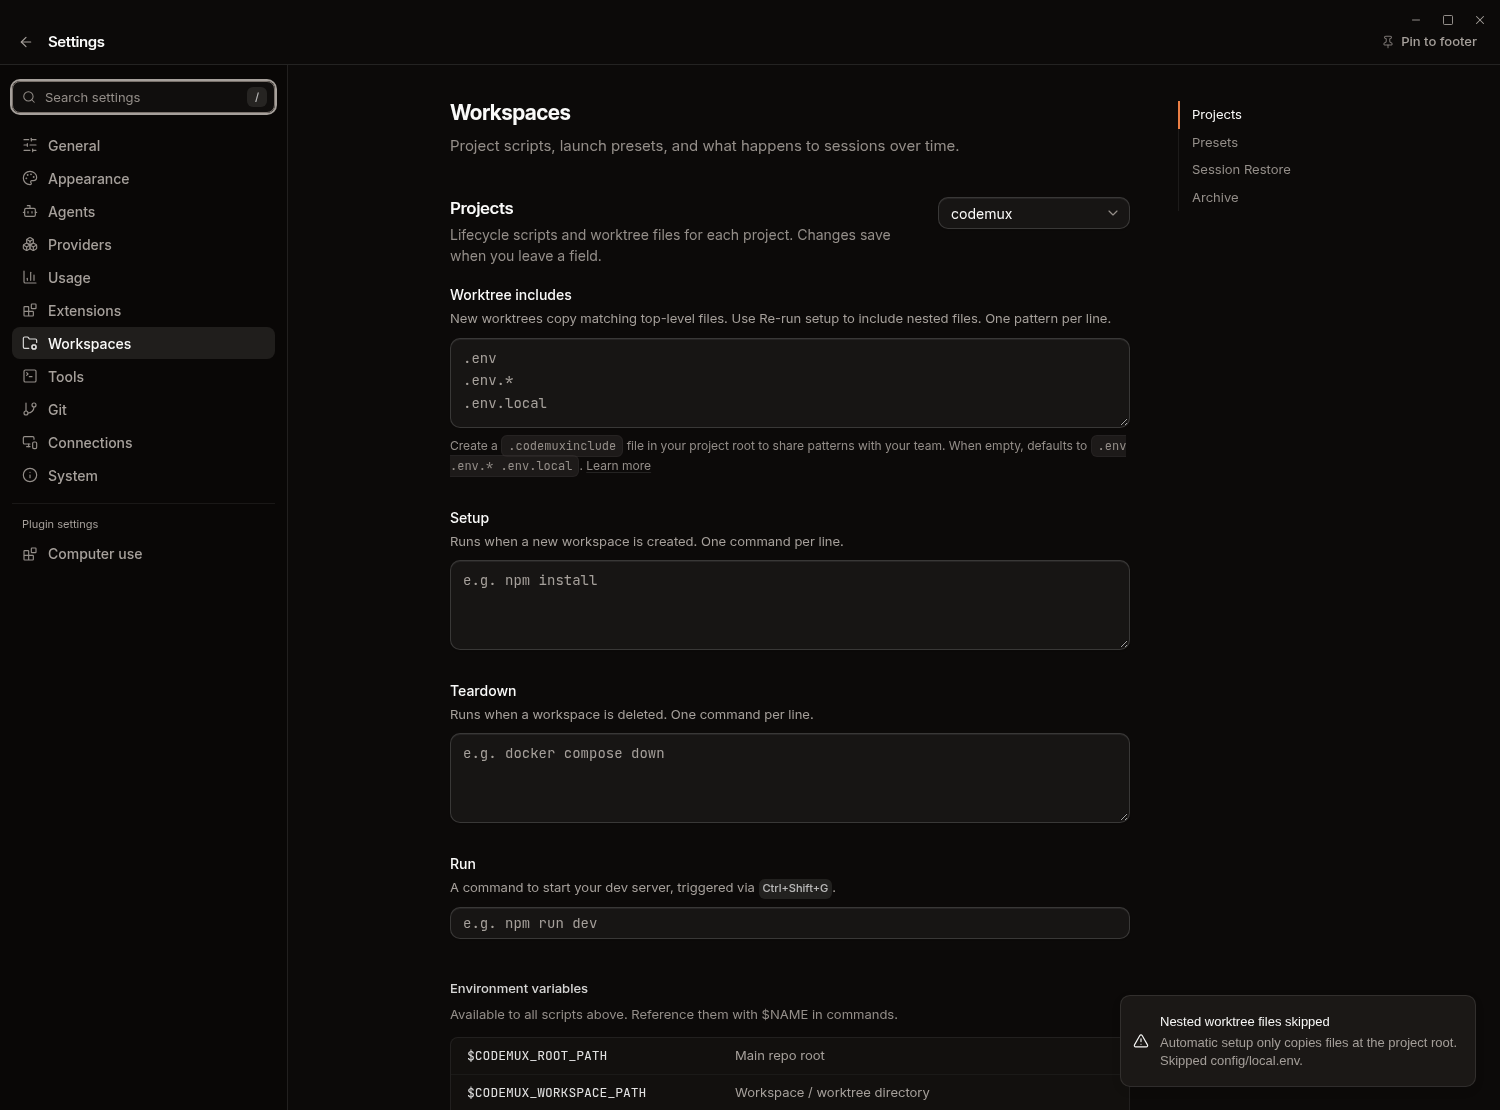 Settings
Pin to footer
Search settings /
General
Appearance
Agents
Providers
Usage
Extensions
Workspaces
Tools
Git
Connections
System
Plugin settings
Computer use
Workspaces
Project scripts, launch presets, and what happens to sessions over time.
Projects
codemux
Lifecycle scripts and worktree files for each project. Changes save
when you leave a field.
Worktree includes
New worktrees copy matching top-level files. Use Re-run setup to include nested files. One pattern per line.
.env
.env.*
.env.local
Create a .codemuxinclude file in your project root to share patterns with your team. When empty, defaults to .env
.env.* .env.local . Learn more
Setup
Runs when a new workspace is created. One command per line.
e.g. npm install
Teardown
Runs when a workspace is deleted. One command per line.
e.g. docker compose down
Run
A command to start your dev server, triggered via Ctrl+Shift+G .
e.g. npm run dev
Environment variables
Available to all scripts above. Reference them with $NAME in commands.
$CODEMUX_ROOT_PATH Main repo root
$CODEMUX_WORKSPACE_PATH Workspace / worktree directory
Projects
Presets
Session Restore
Archive
Nested worktree files skipped
Automatic setup only copies files at the project root.
Skipped config/local.env.